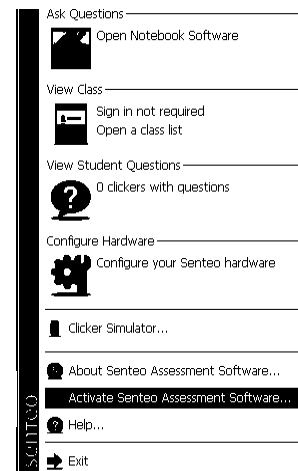 Ask Questions
Open Notebook Software
View Class
Sign in not required
Open a class list
View Student Questions
0 clickers with questions
Configure Hardware
Configure your Senteo hardware
Clicker Simulator...
About Senteo Assessment Software...
Activate Senteo Assessment Software...
Help...
Exit
senteo